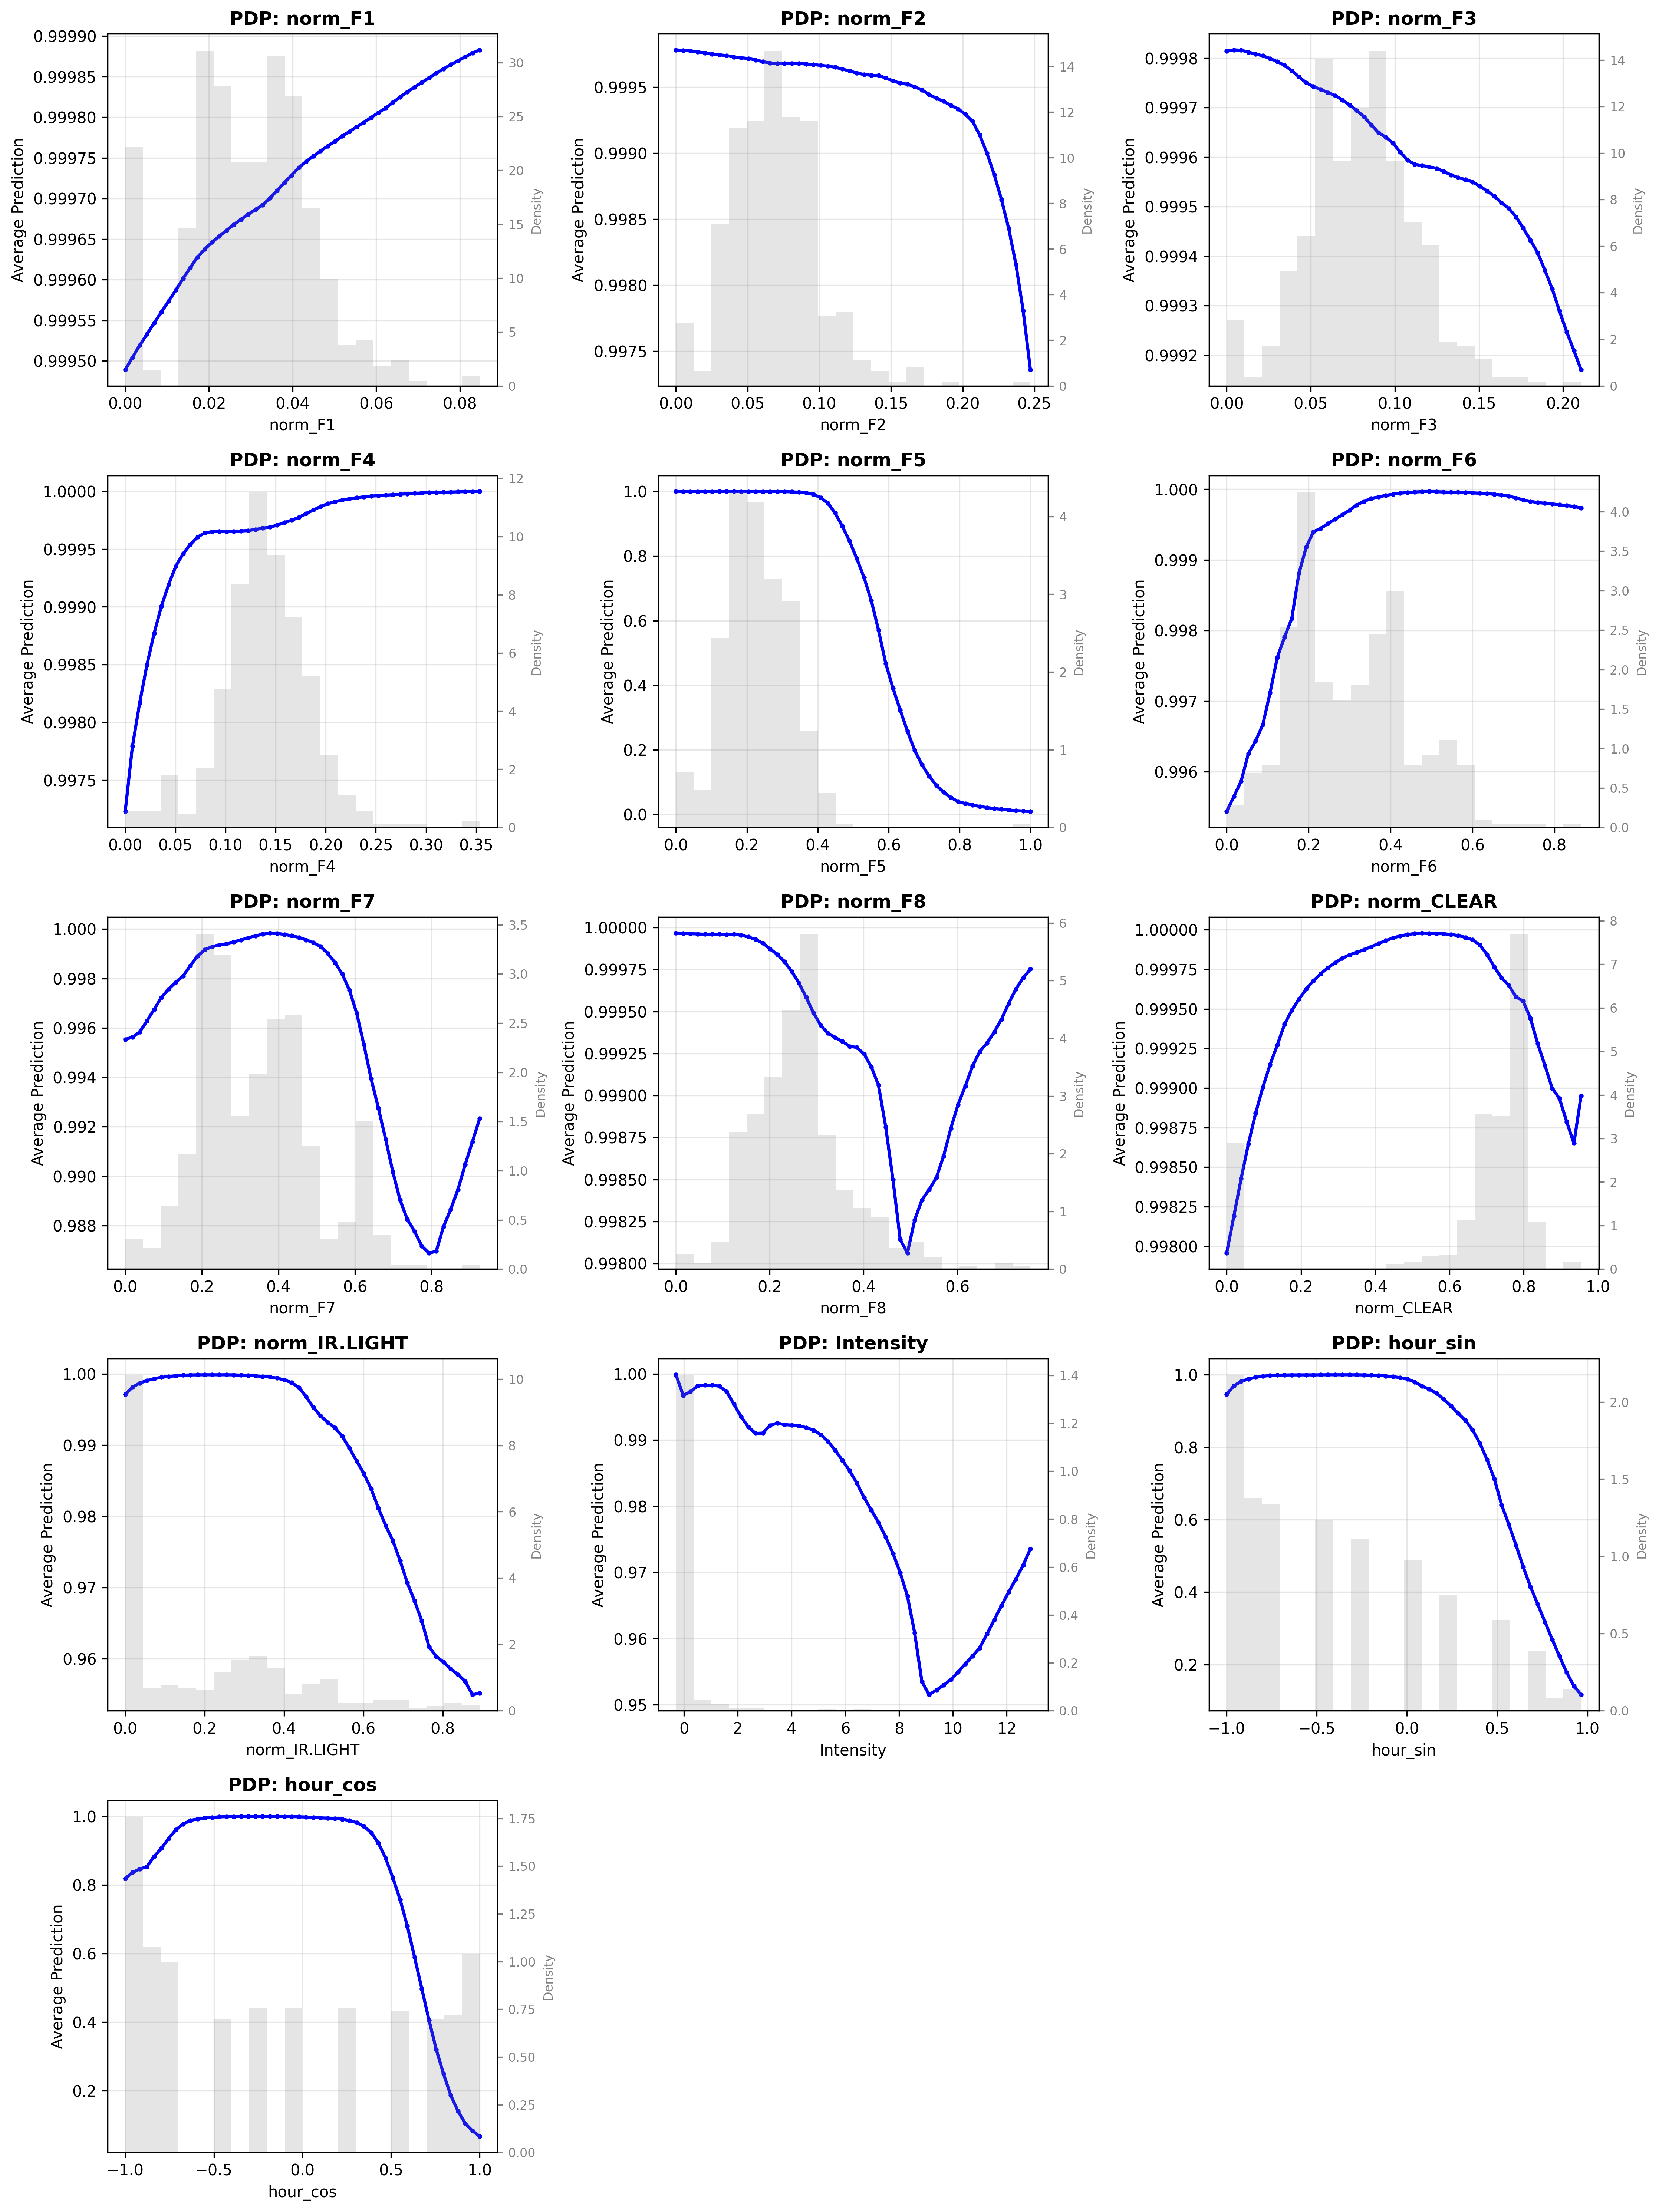 PDP: norm_F1
0.99990
0.99985
0.99980
0.99975
0.99970
0.99965
0.99960
0.99955
0.99950
Average Prediction
30
25
20
15
10
5
0
Density
0.00 0.02 0.04 0.06 0.08
norm_F1
PDP: norm_F2
0.9995
0.9990
0.9985
0.9980
0.9975
Average Prediction
14
12
10
8
6
4
2
0
Density
0.00 0.05 0.10 0.15 0.20 0.25
norm_F2
PDP: norm_F3
0.9998
0.9997
0.9996
0.9995
0.9994
0.9993
0.9992
Average Prediction
14
12
10
8
6
4
2
0
Density
0.00 0.05 0.10 0.15 0.20
norm_F3
PDP: norm_F4
1.0000
0.9995
0.9990
0.9985
0.9980
0.9975
Average Prediction
12
10
8
6
4
2
0
Density
0.00 0.05 0.10 0.15 0.20 0.25 0.30 0.35
norm_F4
PDP: norm_F5
1.0
0.8
0.6
0.4
0.2
0.0
Average Prediction
4
3
2
1
0
Density
0.0 0.2 0.4 0.6 0.8 1.0
norm_F5
PDP: norm_F6
1.000
0.999
0.998
0.997
0.996
Average Prediction
4.0
3.5
3.0
2.5
2.0
1.5
1.0
0.5
0.0
Density
0.0 0.2 0.4 0.6 0.8
norm_F6
PDP: norm_F7
1.000
0.998
0.996
0.994
0.992
0.990
0.988
Average Prediction
3.5
3.0
2.5
2.0
1.5
1.0
0.5
0.0
Density
0.0 0.2 0.4 0.6 0.8
norm_F7
PDP: norm_F8
1.00000
0.99975
0.99950
0.99925
0.99900
0.99875
0.99850
0.99825
0.99800
Average Prediction
6
5
4
3
2
1
0
Density
0.0 0.2 0.4 0.6
norm_F8
PDP: norm_CLEAR
1.00000
0.99975
0.99950
0.99925
0.99900
0.99875
0.99850
0.99825
0.99800
Average Prediction
8
7
6
5
4
3
2
1
0
Density
0.0 0.2 0.4 0.6 0.8 1.0
norm_CLEAR
PDP: norm_IR.LIGHT
1.00
0.99
0.98
0.97
0.96
Average Prediction
10
8
6
4
2
0
Density
0.0 0.2 0.4 0.6 0.8
norm_IR.LIGHT
PDP: Intensity
1.00
0.99
0.98
0.97
0.96
0.95
Average Prediction
1.4
1.2
1.0
0.8
0.6
0.4
0.2
0.0
Density
0 2 4 6 8 10 12
Intensity
PDP: hour_sin
1.0
0.8
0.6
0.4
0.2
Average Prediction
2.0
1.5
1.0
0.5
0.0
Density
−1.0 −0.5 0.0 0.5 1.0
hour_sin
PDP: hour_cos
1.0
0.8
0.6
0.4
0.2
Average Prediction
1.75
1.50
1.25
1.00
0.75
0.50
0.25
0.00
Density
−1.0 −0.5 0.0 0.5 1.0
hour_cos